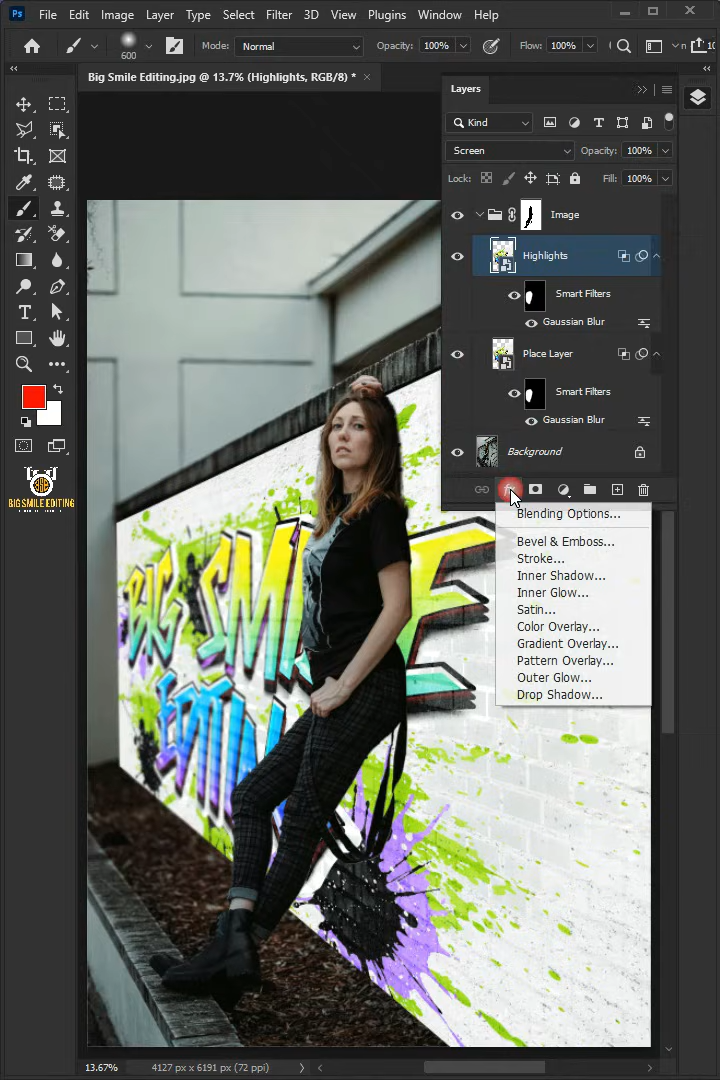 Ps File Edit Image Layer Type Select Filter 3D View Plugins Window Help
600 Mode: Normal Opacity: 100% Flow: 100%
Big Smile Editing.jpg @ 13.7% (Highlights, RGB/8) * ×
Layers
Kind
Screen Opacity: 100%
Lock: Fill: 100%
Image
Highlights
Smart Filters
Gaussian Blur
Place Layer
Smart Filters
Gaussian Blur
Background
fx
Blending Options...
Bevel & Emboss...
Stroke...
Inner Shadow...
Inner Glow...
Satin...
Color Overlay...
Gradient Overlay...
Pattern Overlay...
Outer Glow...
Drop Shadow...
BIG SMILE EDITING
BIG SMILE
EDITIN
13.67% 4127 px x 6191 px (72 ppi)